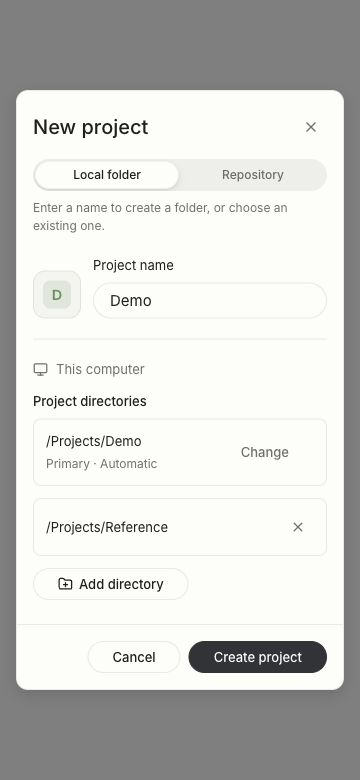 New project
Local folder
Repository
Enter a name to create a folder, or choose an
existing one.
Project name
D
Demo
This computer
Project directories
/Projects/Demo
Primary · Automatic
Change
/Projects/Reference
Add directory
Cancel
Create project